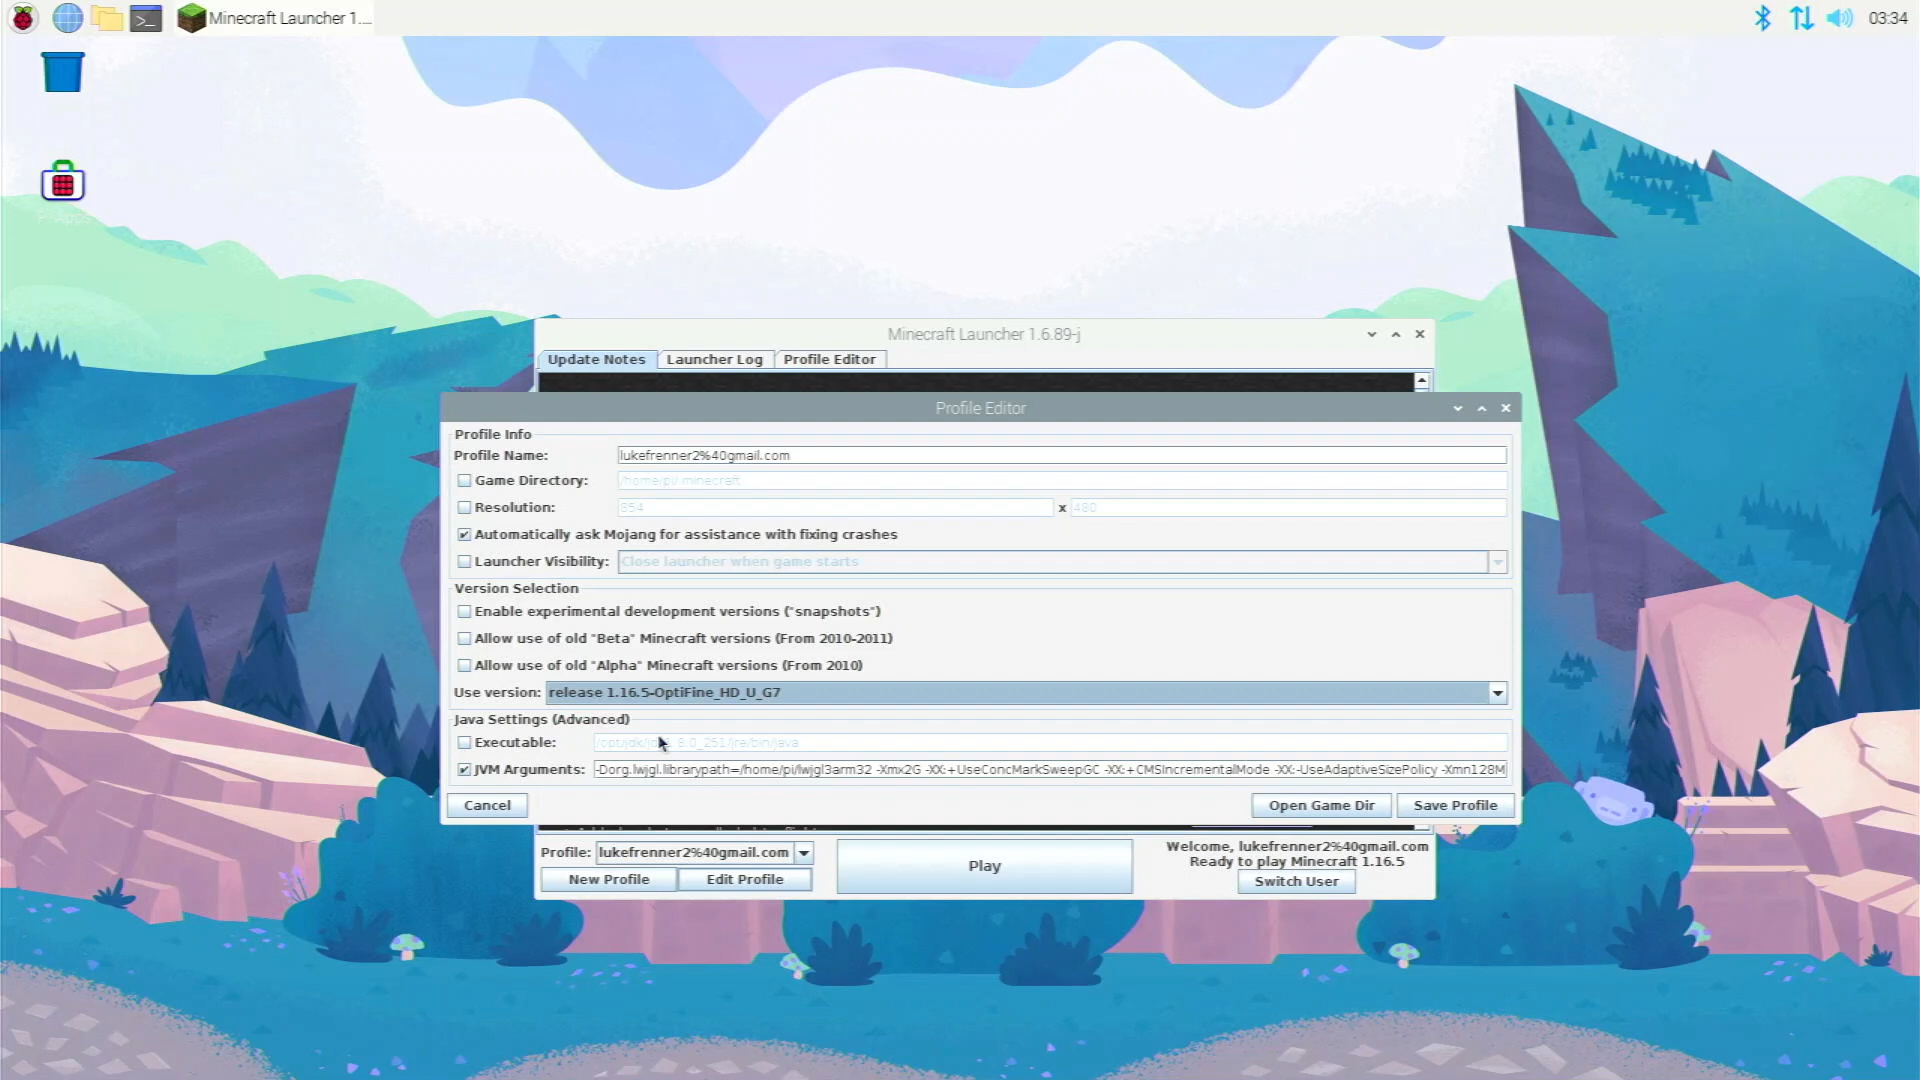 Minecraft Launcher 1....
03:34
Minecraft Launcher 1.6.89-j
Update Notes
Launcher Log
Profile Editor
Profile Editor
Profile Info
Profile Name:
lukefrenner2%40gmail.com
Game Directory:
/home/pi/.minecraft
Resolution:
854
x
480
Automatically ask Mojang for assistance with fixing crashes
Launcher Visibility:
Close launcher when game starts
Version Selection
Enable experimental development versions ("snapshots")
Allow use of old "Beta" Minecraft versions (From 2010-2011)
Allow use of old "Alpha" Minecraft versions (From 2010)
Use version:
release 1.16.5-OptiFine_HD_U_G7
Java Settings (Advanced)
Executable:
JVM Arguments:
-Dorg.lwjgl.librarypath=/home/pi/lwjgl3arm32 -Xmx2G -XX:+UseConcMarkSweepGC -XX:+CMSIncrementalMode -XX:-UseAdaptiveSizePolicy -Xmn128M
Cancel
Open Game Dir
Save Profile
Profile:
lukefrenner2%40gmail.com
New Profile
Edit Profile
Play
Welcome, lukefrenner2%40gmail.com
Ready to play Minecraft 1.16.5
Switch User